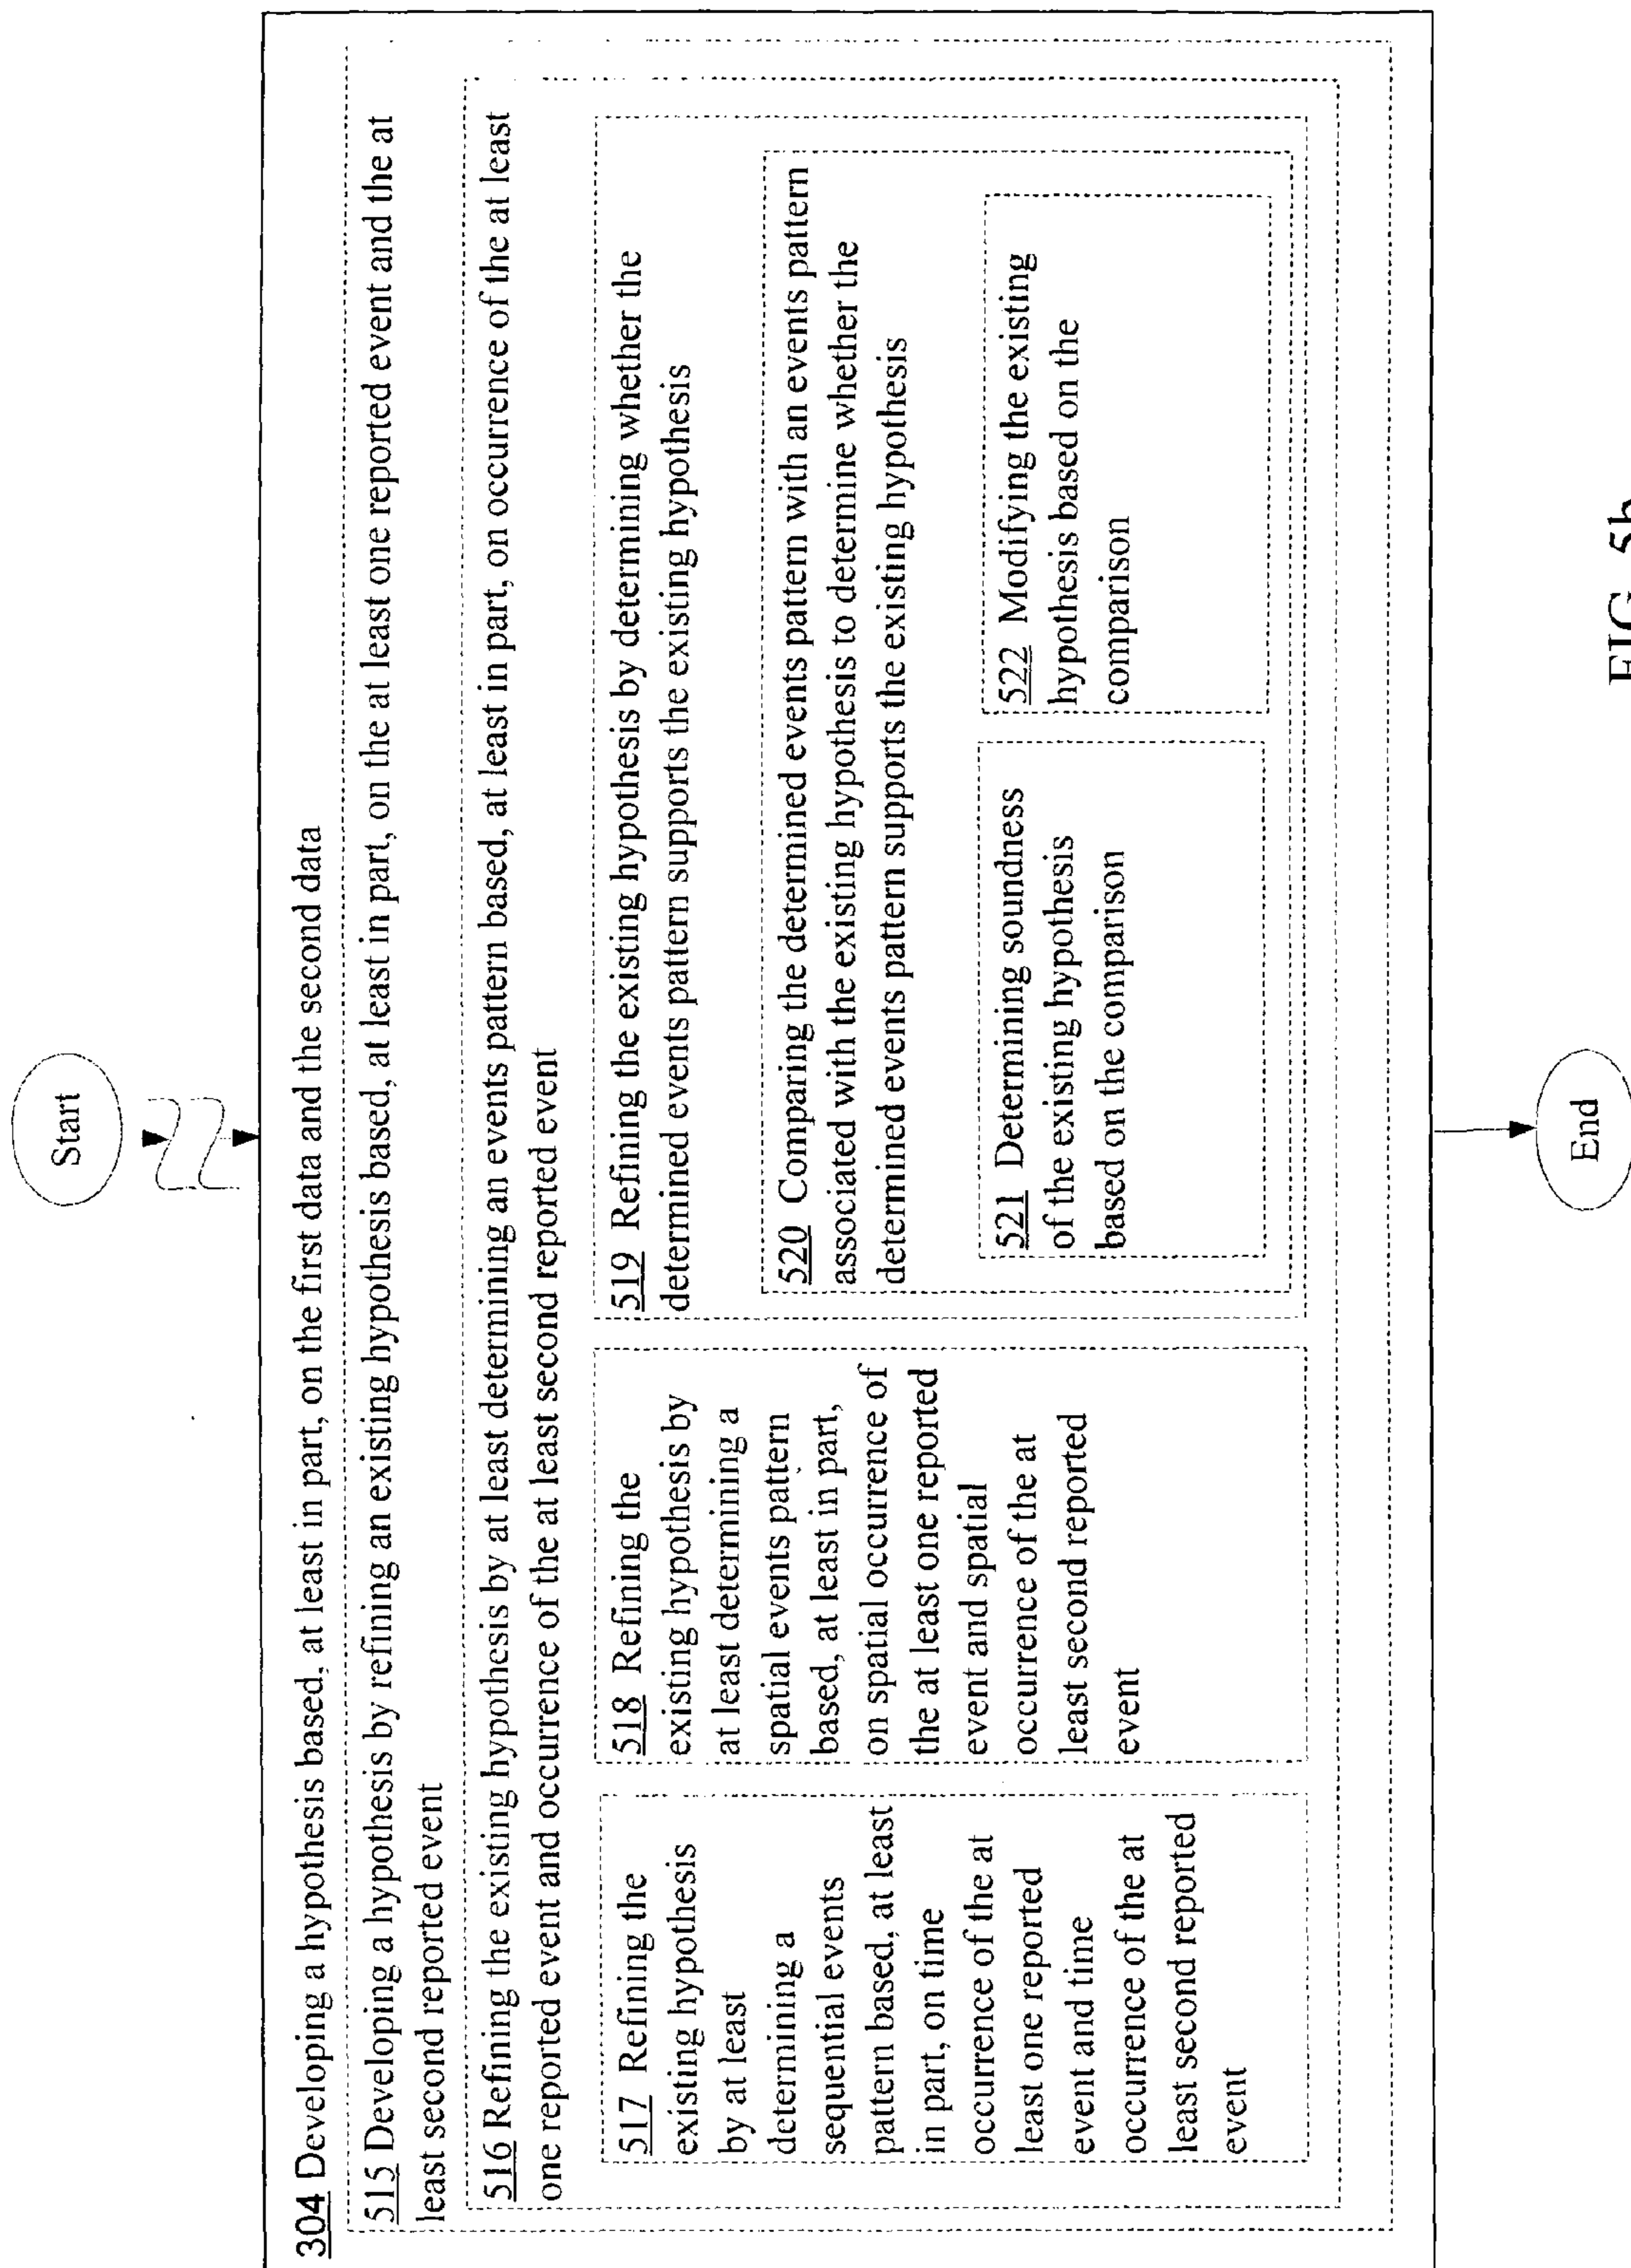 Start
304 Developing a hypothesis based, at least in part, on the first data and the second data
515 Developing a hypothesis by refining an existing hypothesis based, at least in part, on the at least one reported event and the at
least second reported event
516 Refining the existing hypothesis by at least determining an events pattern based, at least in part, on occurrence of the at least
one reported event and occurrence of the at least second reported event
517 Refining the
existing hypothesis
by at least
determining a
sequential events
pattern based, at least
in part, on time
occurrence of the at
least one reported
event and time
occurrence of the at
least second reported
event
518 Refining the
existing hypothesis by
at least determining a
spatial events pattern
based, at least in part,
on spatial occurrence of
the at least one reported
event and spatial
occurrence of the at
least second reported
event
519 Refining the existing hypothesis by determining whether the
determined events pattern supports the existing hypothesis
520 Comparing the determined events pattern with an events pattern
associated with the existing hypothesis to determine whether the
determined events pattern supports the existing hypothesis
521 Determining soundness
of the existing hypothesis
based on the comparison
522 Modifying the existing
hypothesis based on the
comparison
End
FIG. 5b